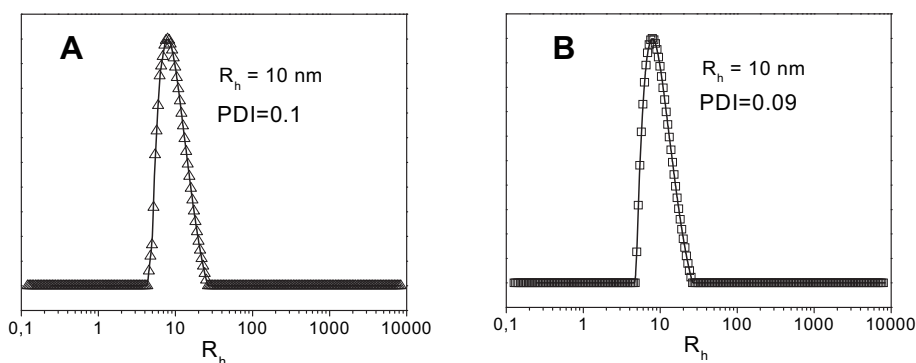 A
R_h = 10 nm
PDI=0.1
0,1 1 10 100 1000 10000
R_h
B
R_h = 10 nm
PDI=0.09
0,1 1 10 100 1000 10000
R_h